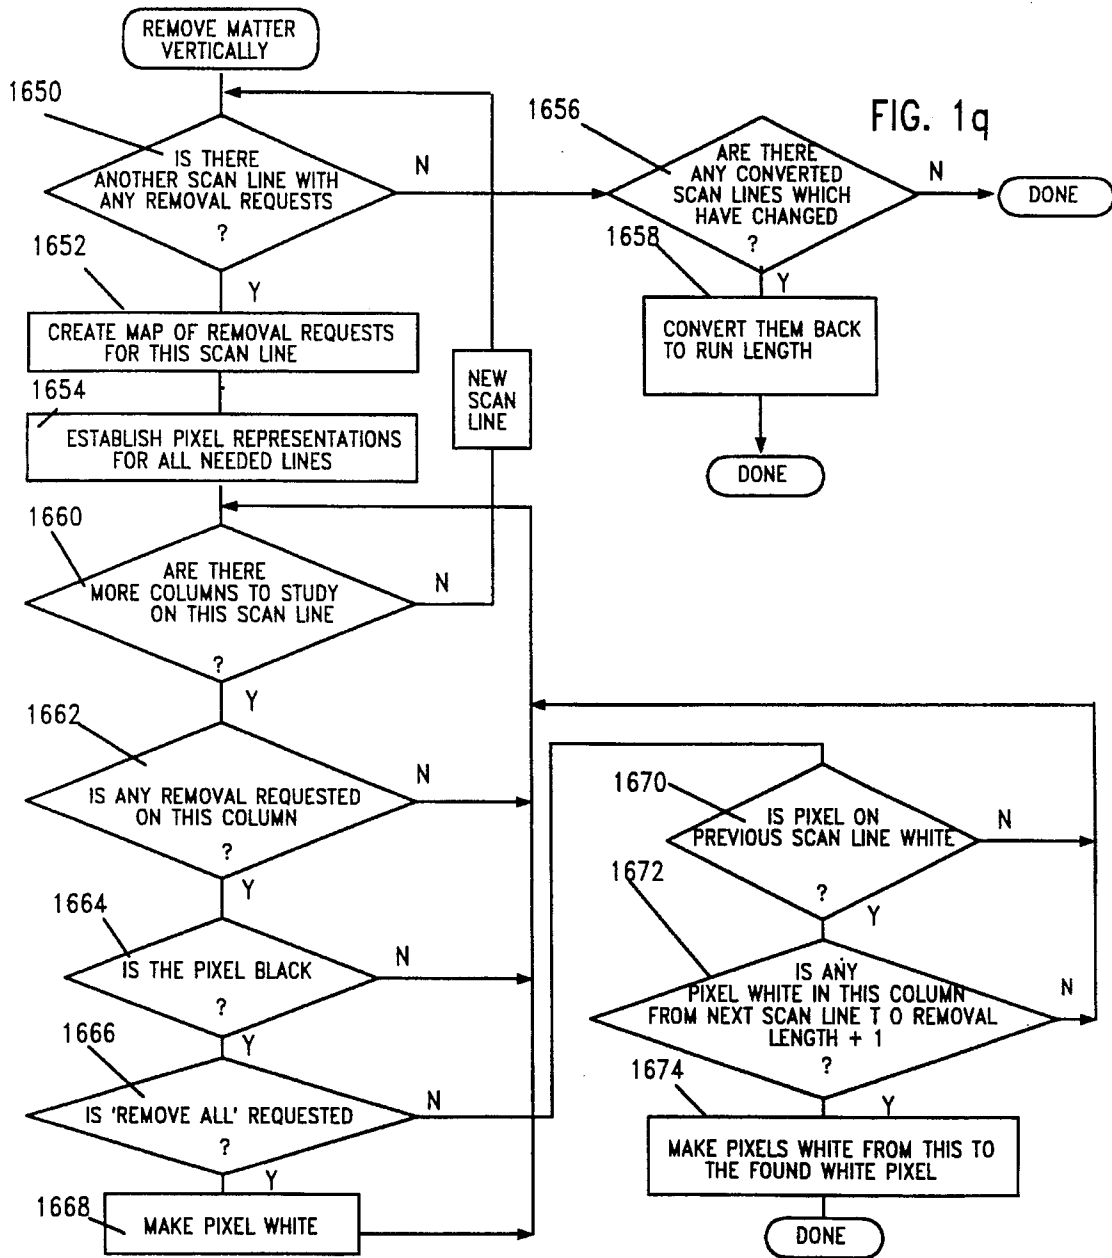 REMOVE MATTER
VERTICALLY
1650
IS THERE
ANOTHER SCAN LINE WITH
ANY REMOVAL REQUESTS
?
N
Y
1656
FIG. 1q
ARE THERE
ANY CONVERTED
SCAN LINES WHICH
HAVE CHANGED
?
N
DONE
Y
1658
CONVERT THEM BACK
TO RUN LENGTH
DONE
1652
CREATE MAP OF REMOVAL REQUESTS
FOR THIS SCAN LINE
1654
ESTABLISH PIXEL REPRESENTATIONS
FOR ALL NEEDED LINES
NEW
SCAN
LINE
1660
ARE THERE
MORE COLUMNS TO STUDY
ON THIS SCAN LINE
?
N
Y
1662
IS ANY REMOVAL REQUESTED
ON THIS COLUMN
?
N
Y
1664
IS THE PIXEL BLACK
?
N
Y
1666
IS 'REMOVE ALL' REQUESTED
?
N
Y
1668
MAKE PIXEL WHITE
1670
IS PIXEL ON
PREVIOUS SCAN LINE WHITE
?
N
Y
1672
IS ANY
PIXEL WHITE IN THIS COLUMN
FROM NEXT SCAN LINE T O REMOVAL
LENGTH + 1
?
N
Y
1674
MAKE PIXELS WHITE FROM THIS TO
THE FOUND WHITE PIXEL
DONE